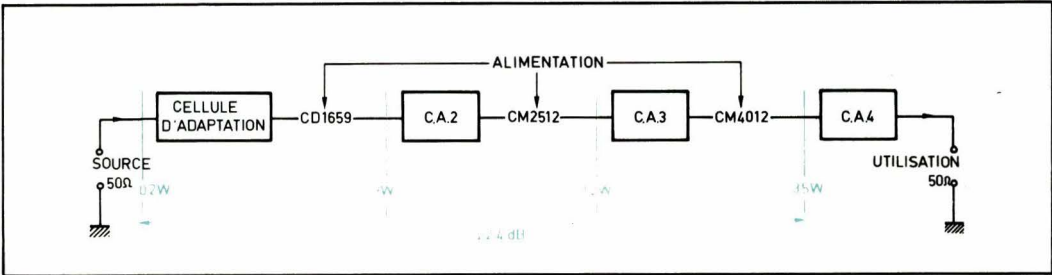 ALIMENTATION
CELLULE
D'ADAPTATION
CD1659
C.A.2
CM2512
C.A.3
CM4012
C.A.4
SOURCE
50Ω
UTILISATION
50Ω
35W